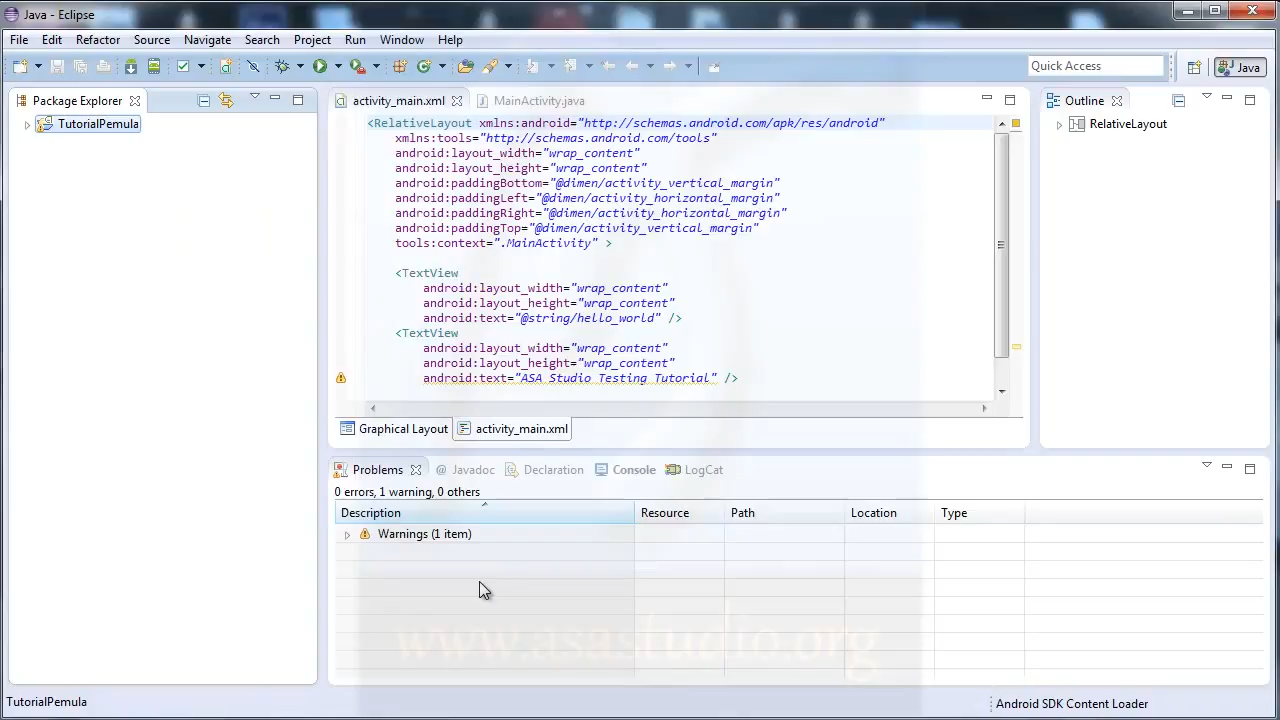 Java - Eclipse
File Edit Refactor Source Navigate Search Project Run Window Help
Quick Access
Java
Package Explorer
TutorialPemula
activity_main.xml
MainActivity.java
<RelativeLayout xmlns:android="http://schemas.android.com/apk/res/android"
xmlns:tools="http://schemas.android.com/tools"
android:layout_width="wrap_content"
android:layout_height="wrap_content"
android:paddingBottom="@dimen/activity_vertical_margin"
android:paddingLeft="@dimen/activity_horizontal_margin"
android:paddingRight="@dimen/activity_horizontal_margin"
android:paddingTop="@dimen/activity_vertical_margin"
tools:context=".MainActivity" >
<TextView
android:layout_width="wrap_content"
android:layout_height="wrap_content"
android:text="@string/hello_world" />
<TextView
android:layout_width="wrap_content"
android:layout_height="wrap_content"
android:text="ASA Studio Testing Tutorial" />
Graphical Layout
activity_main.xml
Outline
RelativeLayout
Problems @ Javadoc Declaration Console LogCat
0 errors, 1 warning, 0 others
Description Resource Path Location Type
Warnings (1 item)
www.asastudio.org
TutorialPemula
Android SDK Content Loader